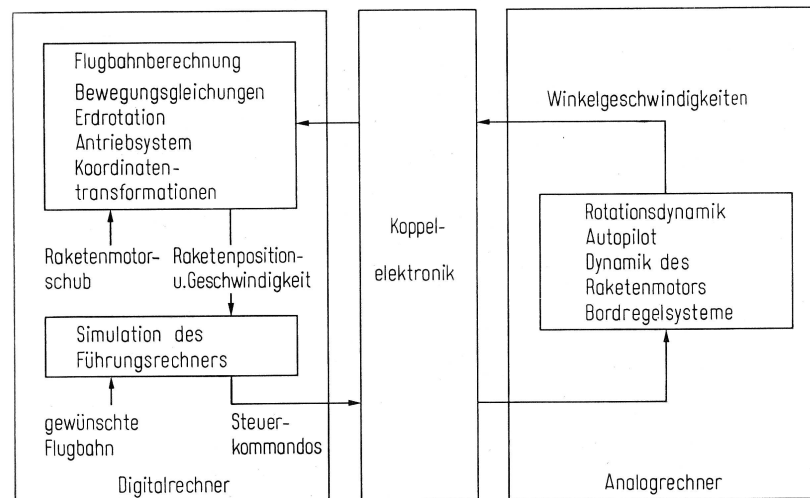 Flugbahnberechnung
Bewegungsgleichungen
Erdrotation
Antriebsystem
Koordinaten-
transformationen
Raketenmotor-
schub
Raketenposition-
u.Geschwindigkeit
Simulation des
Führungsrechners
gewünschte
Flugbahn
Steuer-
kommandos
Digitalrechner
Koppel-
elektronik
Winkelgeschwindigkeiten
Rotationsdynamik
Autopilot
Dynamik des
Raketenmotors
Bordregelsysteme
Analogrechner